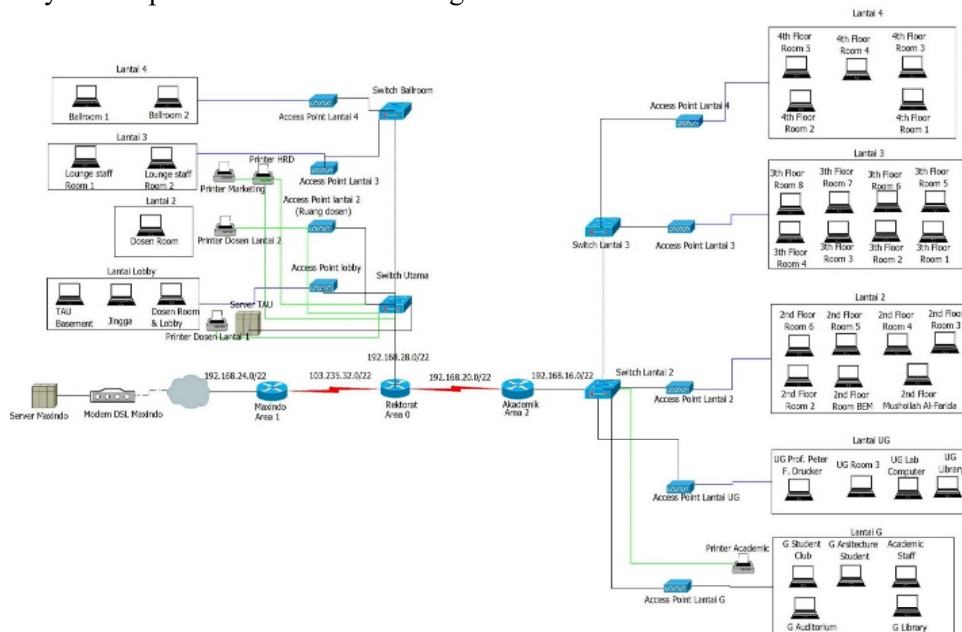 Lantai 4
Ballroom 1
Ballroom 2
Access Point Lantai 4
Switch Ballroom
Lantai 3
Lounge staff
Room 1
Lounge staff
Room 2
Printer HRD
Printer Marketing
Access Point Lantai 3
Lantai 2
Dosen Room
Printer Dosen Lantai 2
Access Point lantai 2
(Ruang dosen)
Lantai Lobby
TAU
Basement
Jingga
Dosen Room
& Lobby
Access Point lobby
Switch Utama
Server TAU
Printer Dosen Lantai 1
192.168.28.0/22
Server Maxindo
Modem DSL Maxindo
192.168.24.0/22
Maxindo
Area 1
103.235.32.0/22
Rektorat
Area 0
192.168.20.0/22
Akademik
Area 2
192.168.16.0/22
Switch Lantai 2
Switch Lantai 3
Lantai 4
4th Floor
Room 5
4th Floor
Room 4
4th Floor
Room 3
4th Floor
Room 2
4th Floor
Room 1
Access Point Lantai 4
Lantai 3
3th Floor
Room 8
3th Floor
Room 7
3th Floor
Room 6
3th Floor
Room 5
3th Floor
Room 4
3th Floor
Room 3
3th Floor
Room 2
3th Floor
Room 1
Access Point Lantai 3
Lantai 2
2nd Floor
Room 6
2nd Floor
Room 5
2nd Floor
Room 4
2nd Floor
Room 3
2nd Floor
Room 2
2nd Floor
Room BEM
2nd Floor
Mushollah Al-Farida
Access Point Lantai 2
Lantai UG
UG Prof. Peter
F. Drucker
UG Room 3
UG Lab
Computer
UG
Library
Access Point Lantai UG
Lantai G
G Student
Club
G Arsitecture
Student
Academic
Staff
G Auditorium
G Library
Printer Academic
Access Point Lantai G